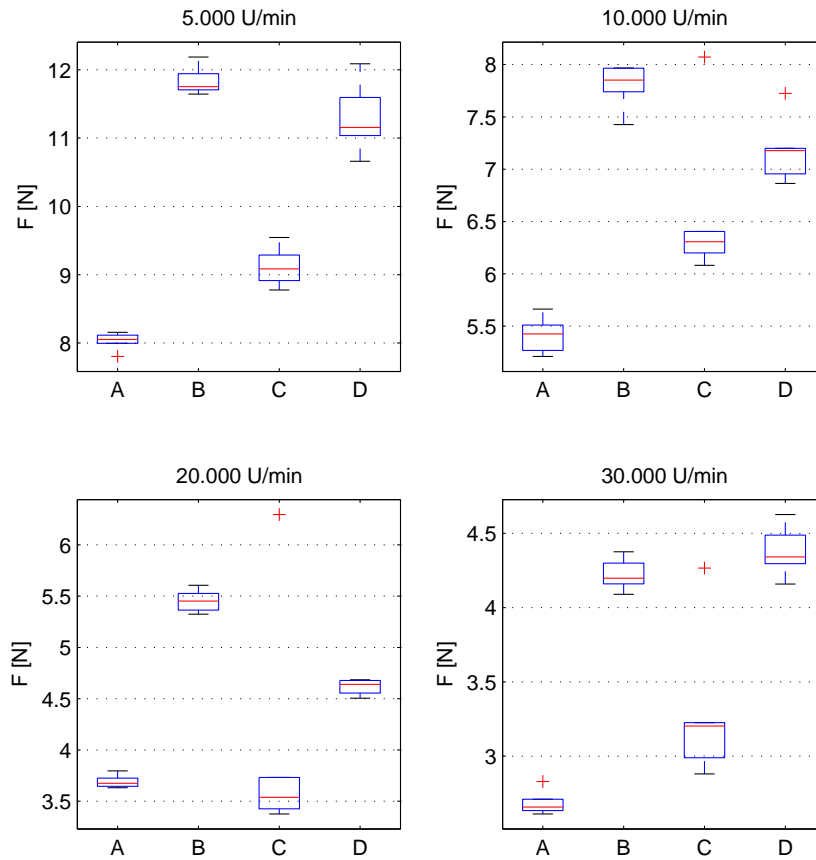 5.000 U/min
F [N]
12
11
10
9
8
A B C D
10.000 U/min
F [N]
8
7.5
7
6.5
6
5.5
A B C D
20.000 U/min
F [N]
6
5.5
5
4.5
4
3.5
A B C D
30.000 U/min
F [N]
4.5
4
3.5
3
A B C D